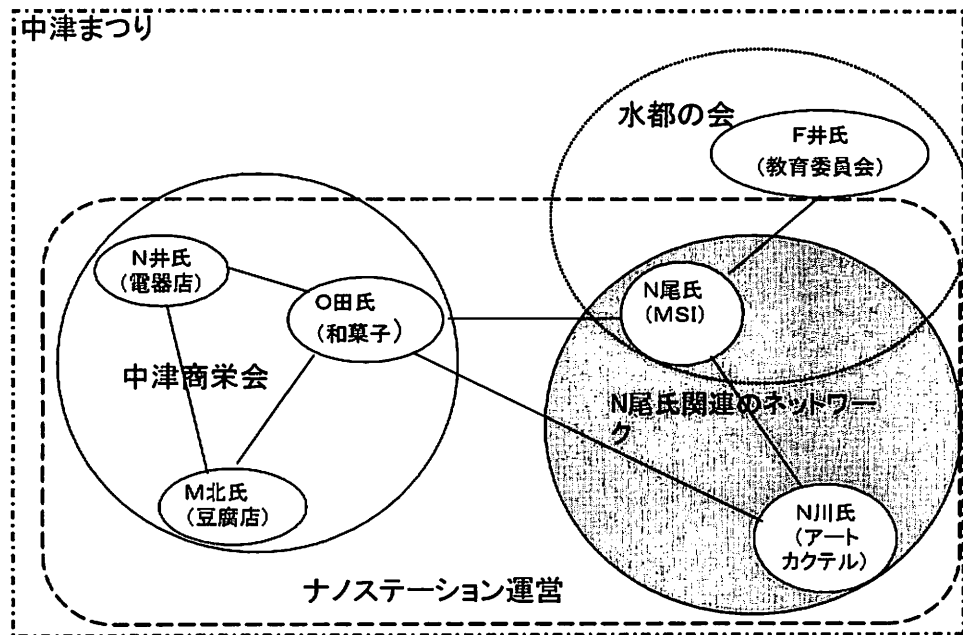 中津まつり
水都の会
F井氏
(教育委員会)
N井氏
(電器店)
O田氏
(和菓子)
N尾氏
(MSI)
中津商栄会
N尾氏関連のネットワー
ク
M北氏
(豆腐店)
N川氏
(アート
カクテル)
ナノステーション運営